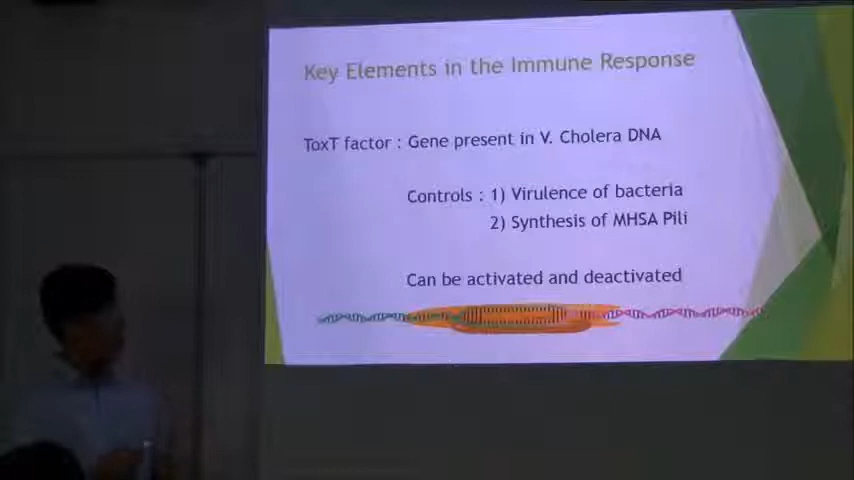 Key Elements in the Immune Response
ToxT factor : Gene present in V. Cholera DNA
Controls : 1) Virulence of bacteria
2) Synthesis of MHSA Pili
Can be activated and deactivated